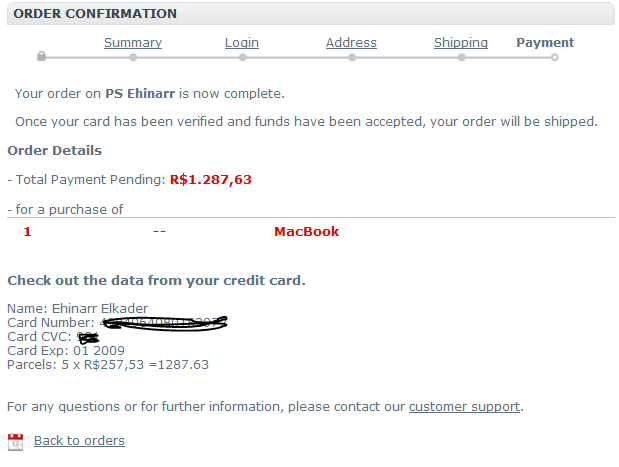 ORDER CONFIRMATION
Summary Login Address Shipping Payment
Your order on PS Ehinarr is now complete.
Once your card has been verified and funds have been accepted, your order will be shipped.
Order Details
- Total Payment Pending: R$1.287,63
- for a purchase of
1 -- MacBook
Check out the data from your credit card.
Name: Ehinarr Elkader
Card Number:
Card CVC:
Card Exp: 01 2009
Parcels: 5 x R$257,53 =1287.63
For any questions or for further information, please contact our customer support.
Back to orders